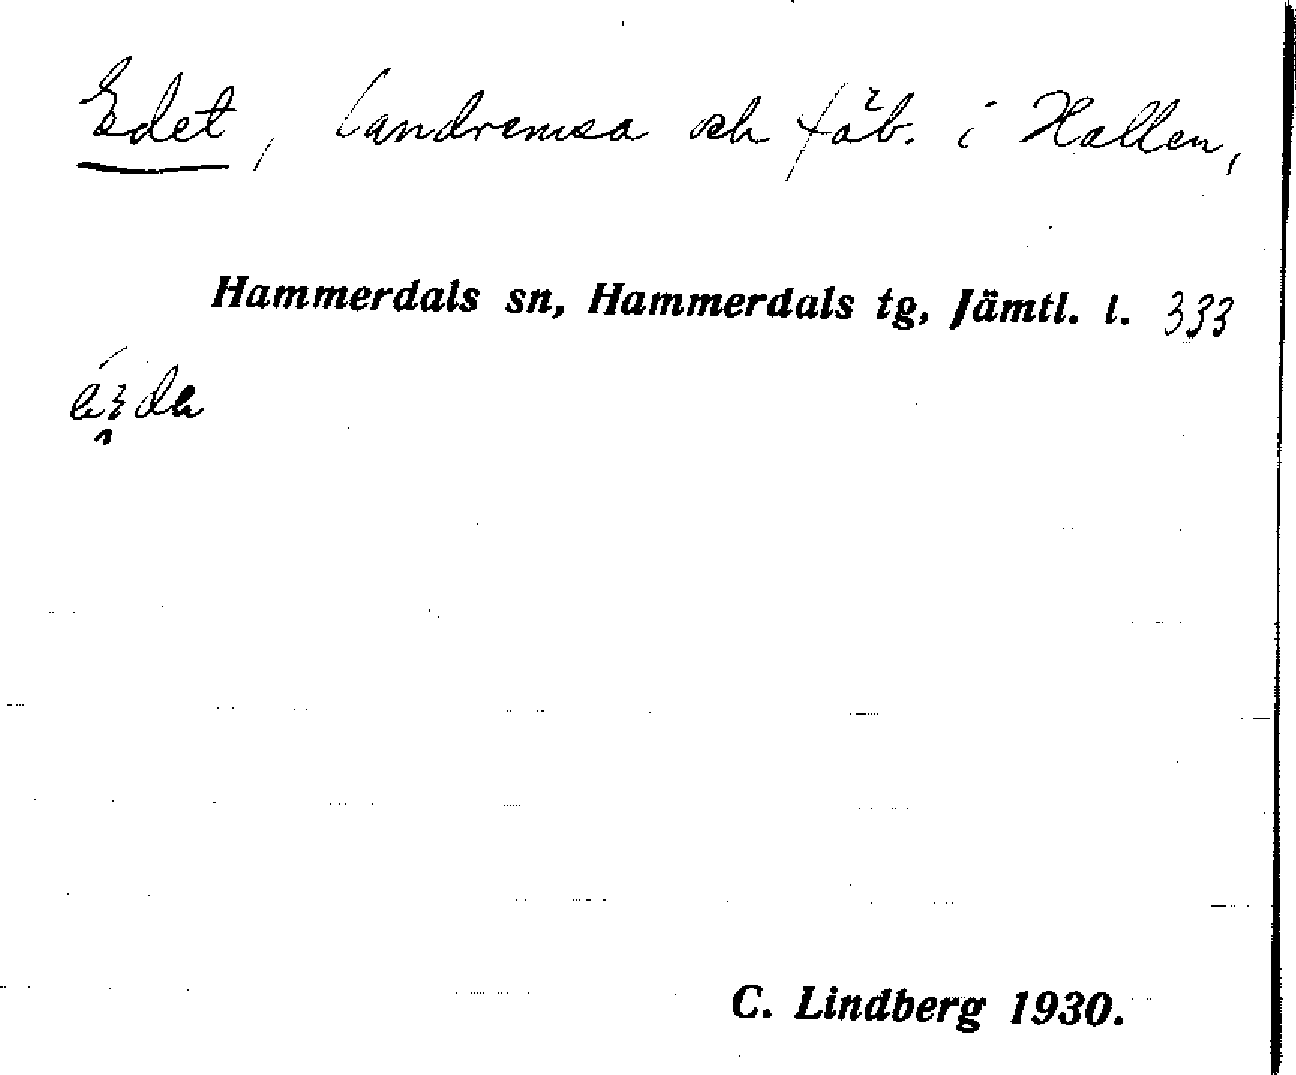 Edet, landremsa och fäb. i Hallen,
Hammerdals sn, Hammerdals tg, Jämtl. l. 333
C. Lindberg 1930.